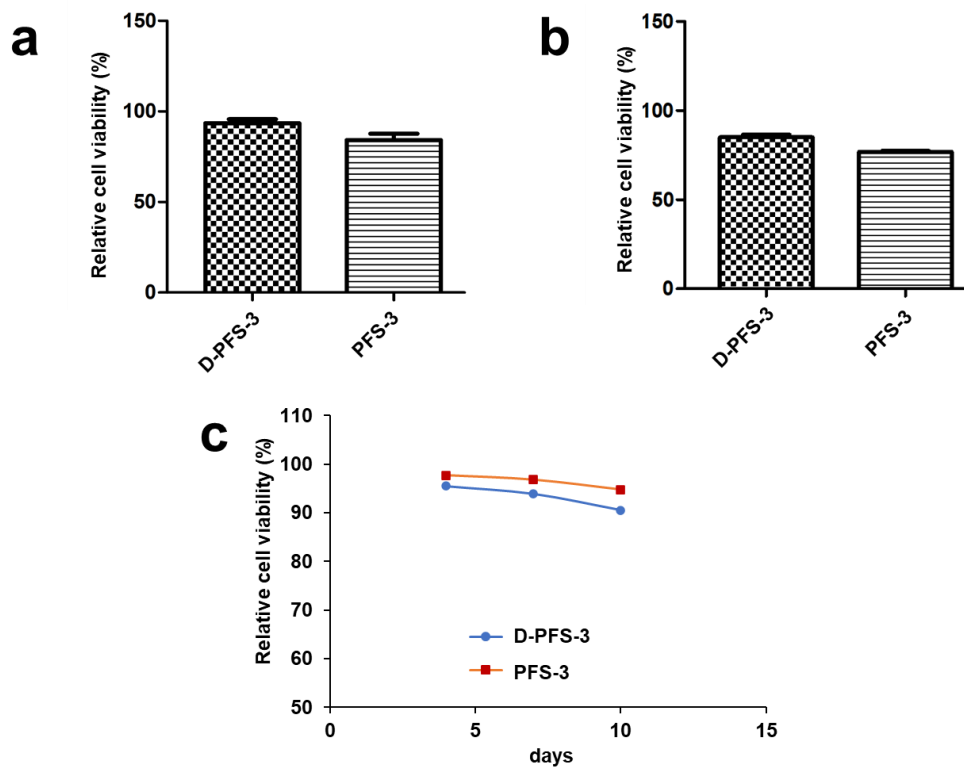 a
Relative cell viability (%)
150
100
50
0
D-PFS-3
PFS-3
b
Relative cell viability (%)
150
100
50
0
D-PFS-3
PFS-3
c
Relative cell viability (%)
110
100
90
80
70
60
50
D-PFS-3
PFS-3
0
5
10
15
days